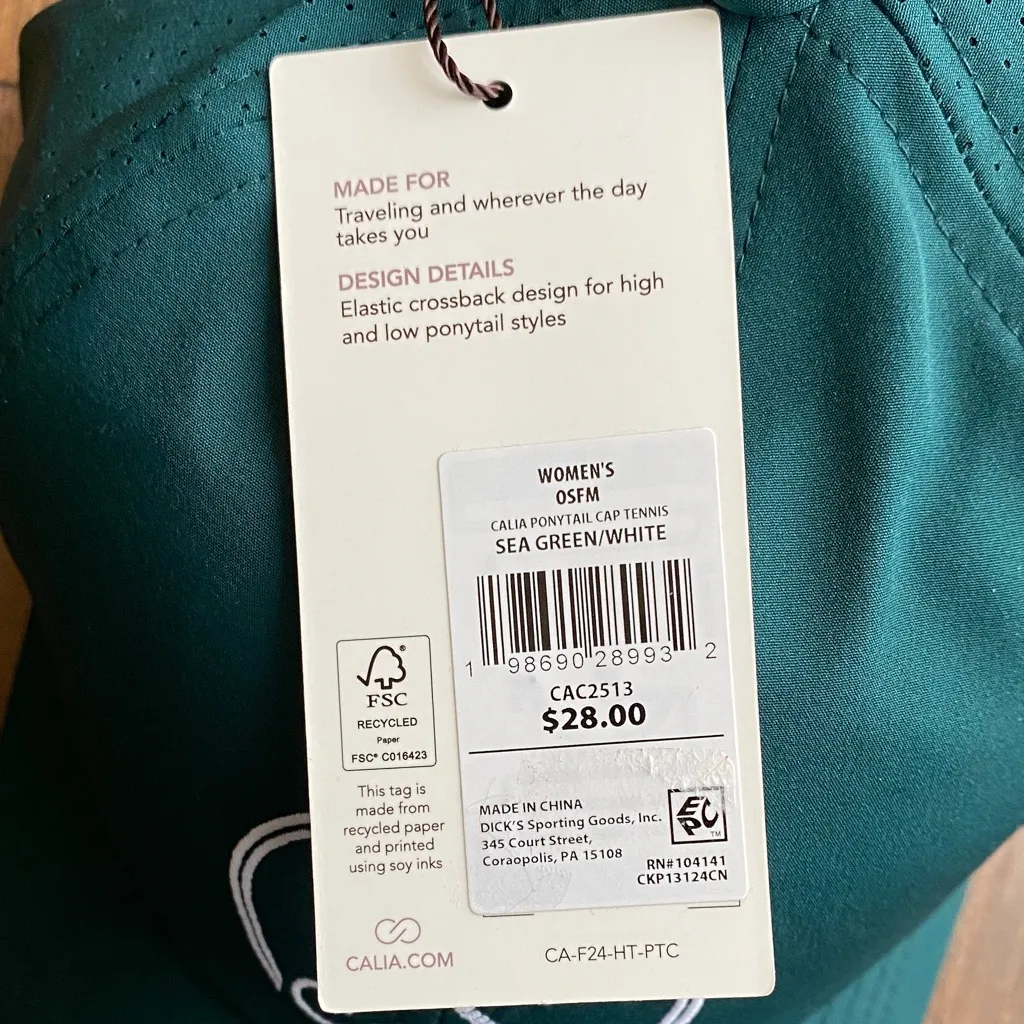 MADE FOR
Traveling and wherever the day
takes you
DESIGN DETAILS
Elastic crossback design for high
and low ponytail styles
WOMEN'S
OSFM
CALIA PONYTAIL CAP TENNIS
SEA GREEN/WHITE
1 98690 28993 2
CAC2513
$28.00
FSC
RECYCLED
Paper
FSC® C016423
This tag is
made from
recycled paper
and printed
using soy inks
MADE IN CHINA
DICK'S Sporting Goods, Inc.
345 Court Street,
Coraopolis, PA 15108
EPC
TM
RN#104141
CKP13124CN
CALIA.COM
CA-F24-HT-PTC